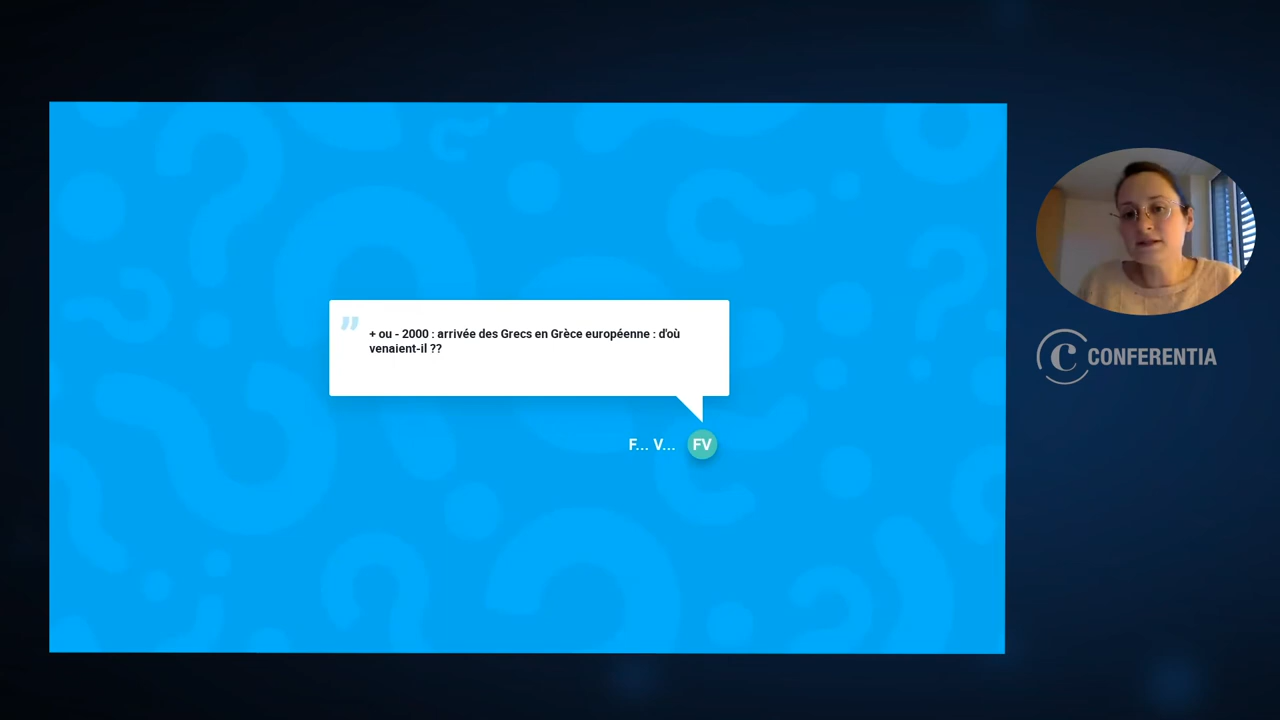 + ou - 2000 : arrivée des Grecs en Grèce européenne : d'où
venaient-il ??
F... V...
FV
C CONFERENTIA